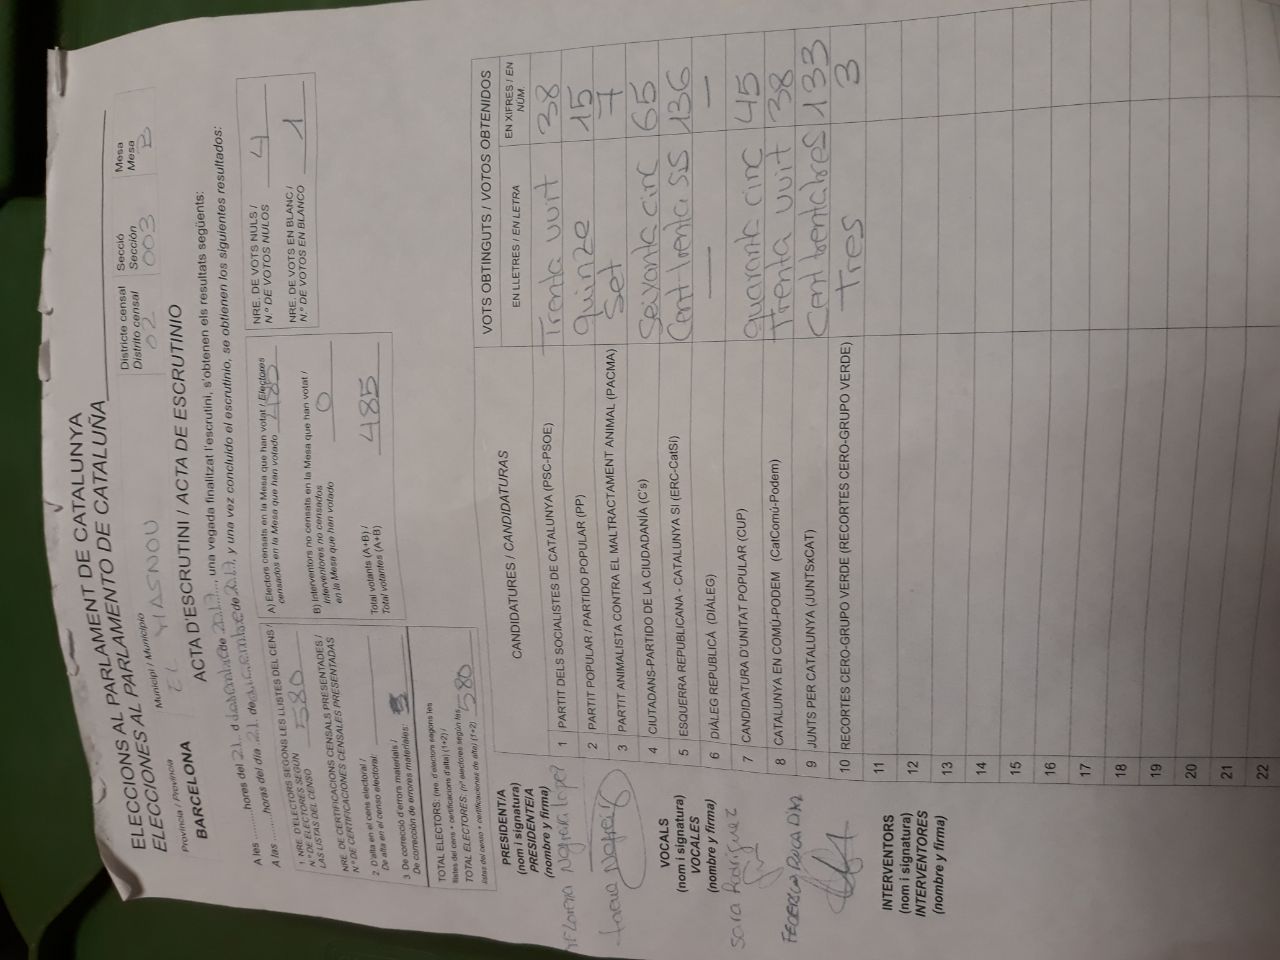 ELECCIONS AL PARLAMENT DE CATALUNYA
ELECCIONES AL PARLAMENTO DE CATALUÑA
Província / Provincia
BARCELONA
Municipi / Municipio
EL MASNOU
Districte censal
Distrito censal
02
Secció
Sección
003
Mesa
Mesa
B
ACTA D'ESCRUTINI / ACTA DE ESCRUTINIO
A les ............hores del 21 d desembre de 2017, una vegada finalitzat l'escrutini, s'obtenen els resultats següents:
A las ............horas del día 21 de diciembre de 2017, y una vez concluido el escrutinio, se obtienen los siguientes resultados:
1. NRE. D'ELECTORS SEGONS LES LLISTES DEL CENS /
N.º DE ELECTORES SEGÚN
LAS LISTAS DEL CENSO 580
NRE. DE CERTIFICACIONS CENSALS PRESENTADES /
N.º DE CERTIFICACIONES CENSALES PRESENTADAS
2. D'alta en el cens electoral /
De alta en el censo electoral:
3. De correcció d'errors materials /
De corrección de errores materiales:
TOTAL ELECTORS: (nre. d'electors segons les
llistes del cens + certificacions d'alta) (1+2) /
TOTAL ELECTORES: (nº electores según las
listas del censo + certificaciones de alta) (1+2) 580
A) Electors censats en la Mesa que han votat / Electores
censados en la Mesa que han votado 485
B) Interventors no censats en la Mesa que han votat /
Interventores no censados
en la Mesa que han votado 0
Total votants (A+B) /
Total votantes (A+B) 485
NRE. DE VOTS NULS /
N.º DE VOTOS NULOS 4
NRE. DE VOTS EN BLANC /
N.º DE VOTOS EN BLANCO 1
CANDIDATURES / CANDIDATURAS
VOTS OBTINGUTS / VOTOS OBTENIDOS
EN LLETRES / EN LETRA
EN XIFRES / EN
NÚM.
1 PARTIT DELS SOCIALISTES DE CATALUNYA (PSC-PSOE) Trenta vuit 38
2 PARTIT POPULAR / PARTIDO POPULAR (PP) quinze 15
3 PARTIT ANIMALISTA CONTRA EL MALTRACTAMENT ANIMAL (PACMA) Set 7
4 CIUTADANS-PARTIDO DE LA CIUDADANÍA (C's) Seixanta cinc 65
5 ESQUERRA REPUBLICANA - CATALUNYA SÍ (ERC-CatSí) Cent trenta sis 136
6 DIÀLEG REPUBLICÀ (DIÀLEG) — —
7 CANDIDATURA D'UNITAT POPULAR (CUP) quaranta cinc 45
8 CATALUNYA EN COMÚ-PODEM (CatComú-Podem) trenta vuit 38
9 JUNTS PER CATALUNYA (JUNTSxCAT) Cent trenta tres 133
10 RECORTES CERO-GRUPO VERDE (RECORTES CERO-GRUPO VERDE) Tres 3
11
12
13
14
15
16
17
18
19
20
21
22
PRESIDENT/A
(nom i signatura)
PRESIDENTE/A
(nombre y firma)
VOCALS
(nom i signatura)
VOCALES
(nombre y firma)
Sara Rodríguez
INTERVENTORS
(nom i signatura)
INTERVENTORES
(nombre y firma)